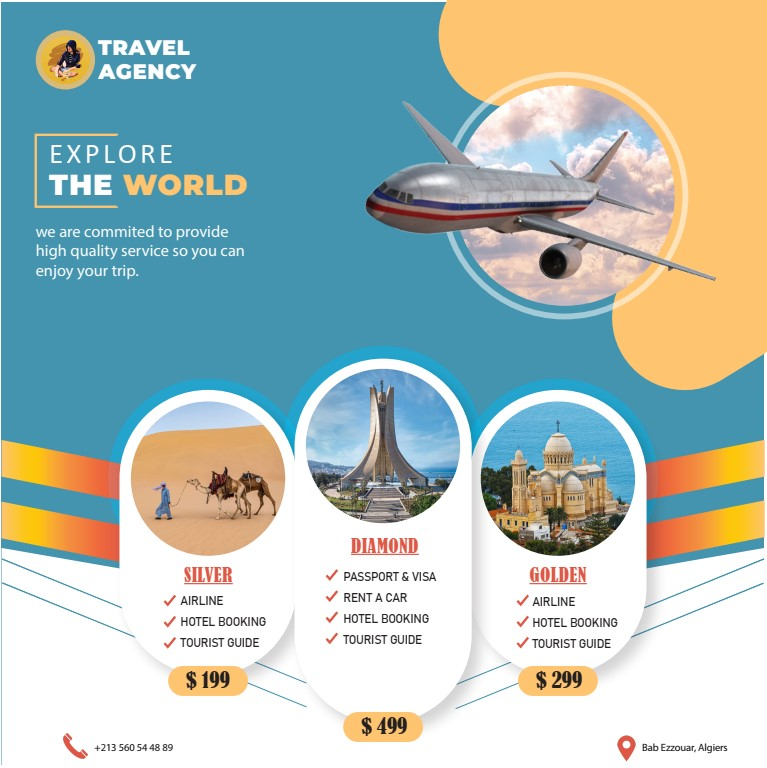 TRAVEL
AGENCY
EXPLORE
THE WORLD
we are commited to provide
high quality service so you can
enjoy your trip.
SILVER
AIRLINE
HOTEL BOOKING
TOURIST GUIDE
$ 199
DIAMOND
PASSPORT & VISA
RENT A CAR
HOTEL BOOKING
TOURIST GUIDE
$ 499
GOLDEN
AIRLINE
HOTEL BOOKING
TOURIST GUIDE
$ 299
+213 560 54 48 89
Bab Ezzouar, Algiers